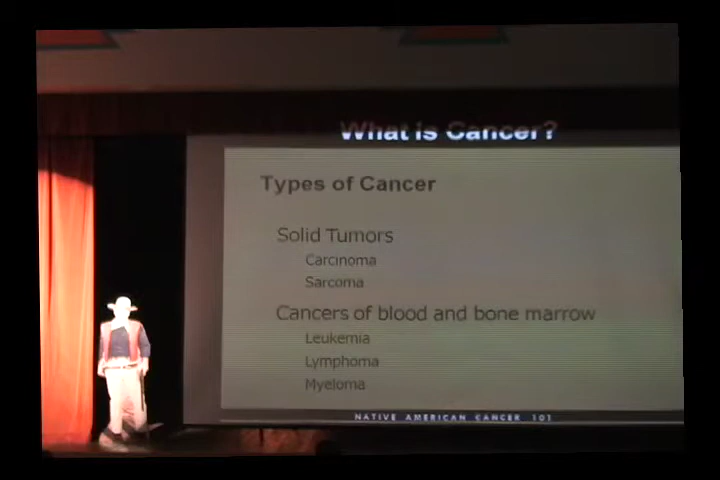 What is Cancer?
Types of Cancer
Solid Tumors
Carcinoma
Sarcoma
Cancers of blood and bone marrow
Leukemia
Lymphoma
Myeloma
NATIVE AMERICAN CANCER 101